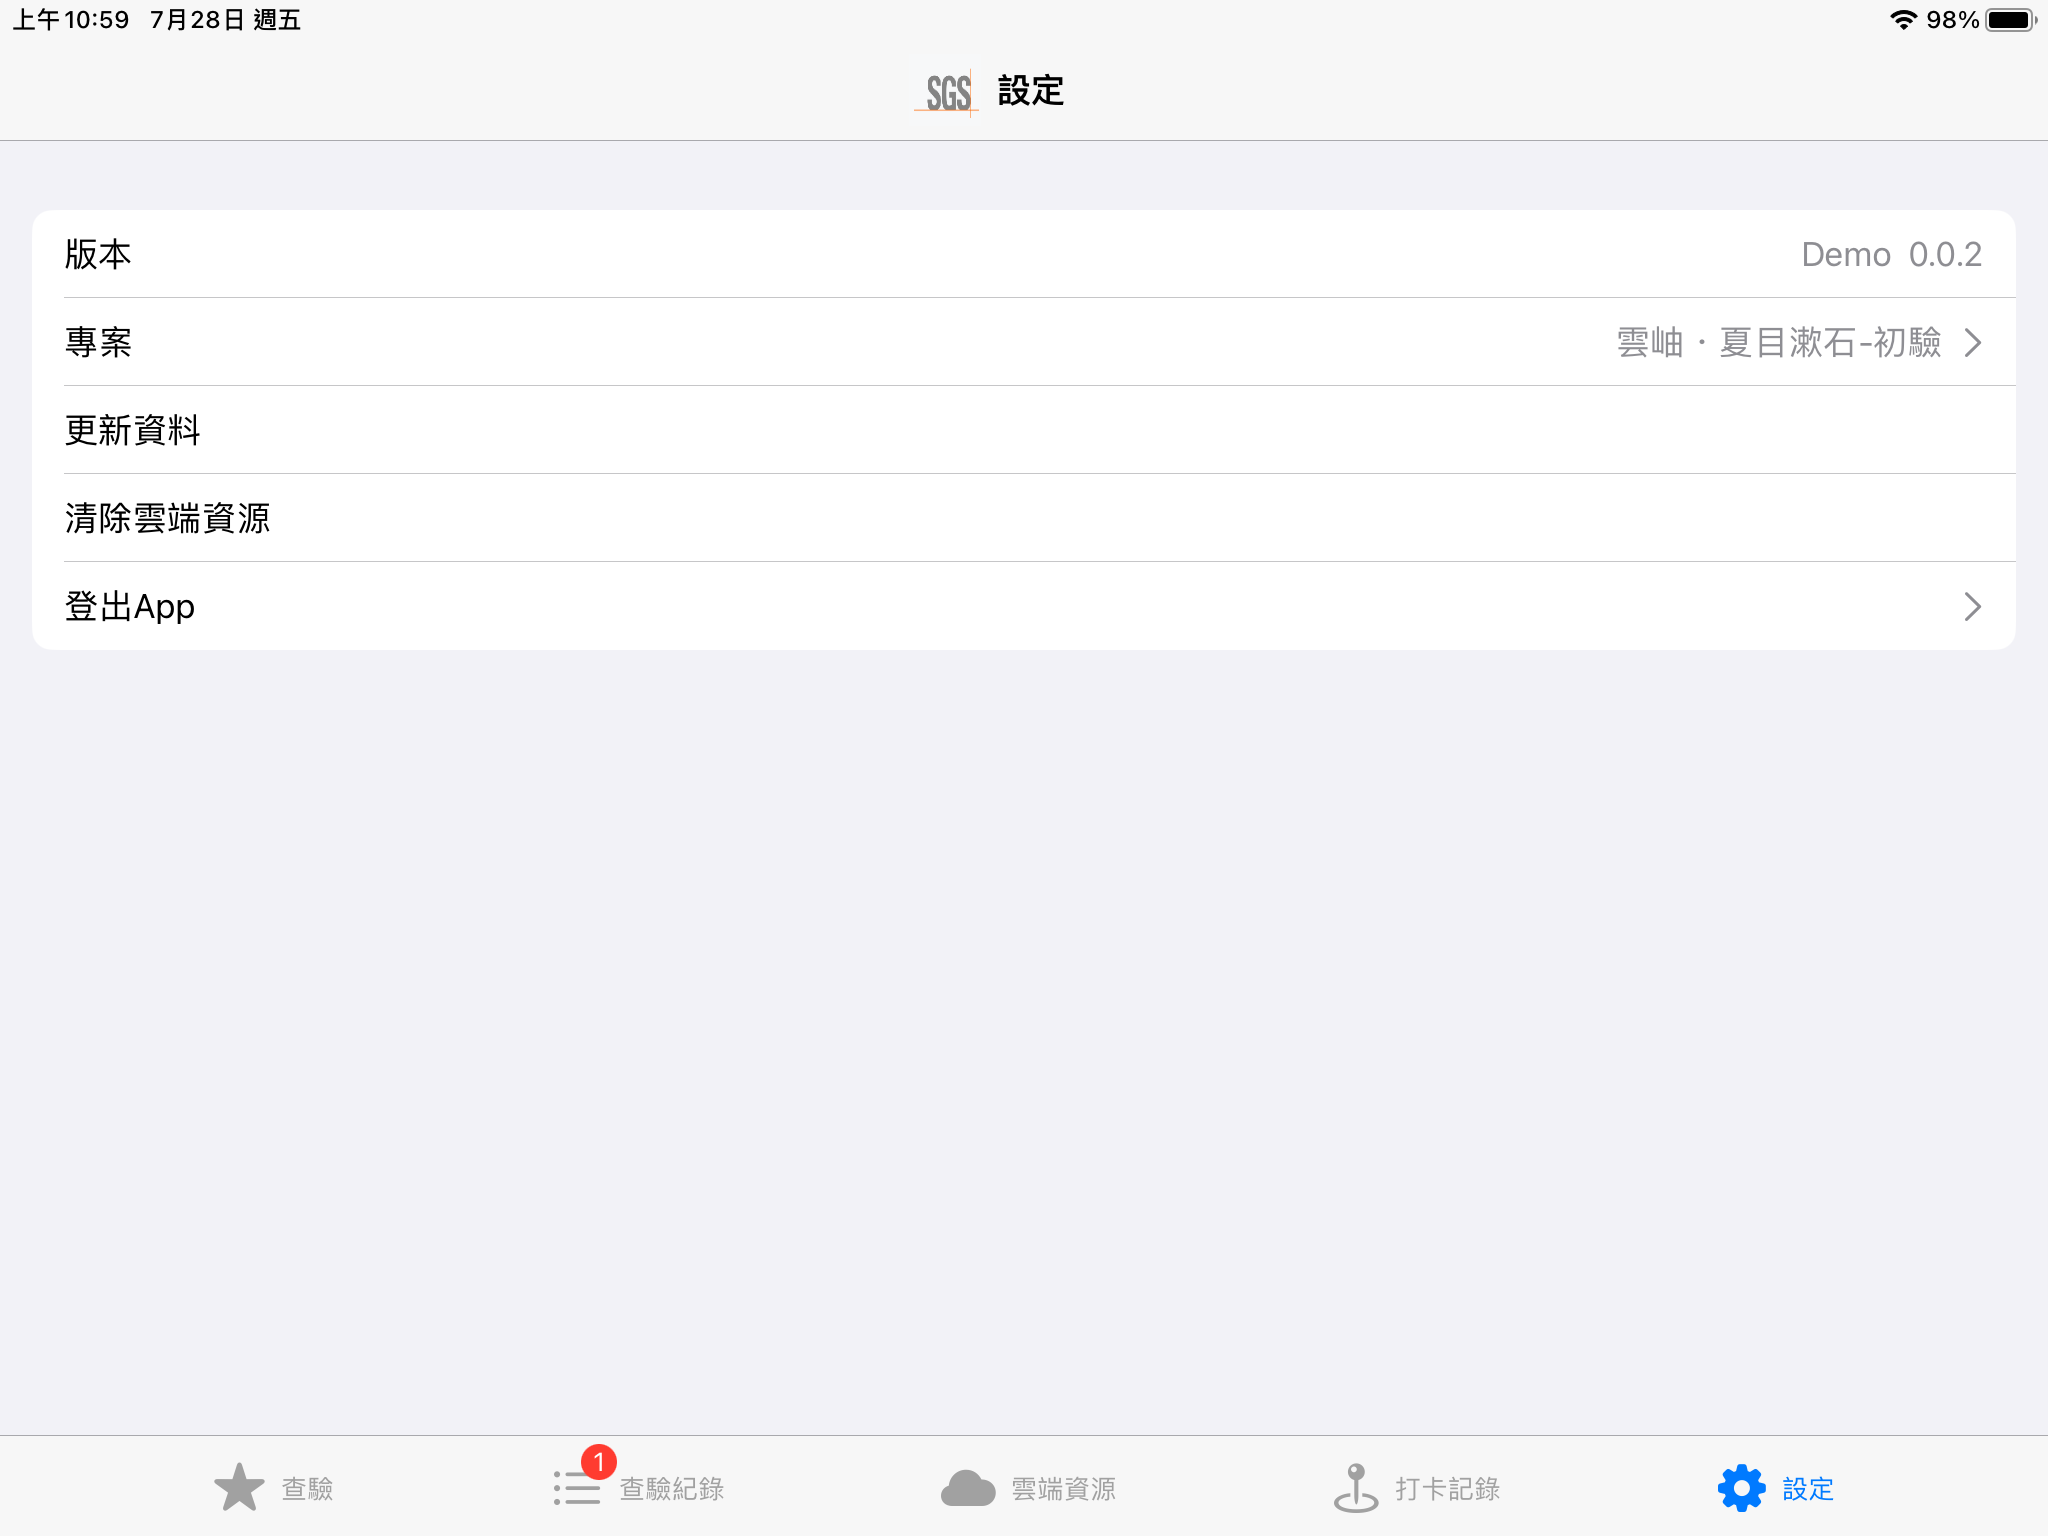 上午10:59 7月28日 週五 98%
SGS 設定
版本 Demo 0.0.2
專案 雲岫・夏目漱石-初驗
更新資料
清除雲端資源
登出App
查驗 1 查驗紀錄 雲端資源 打卡記錄 設定